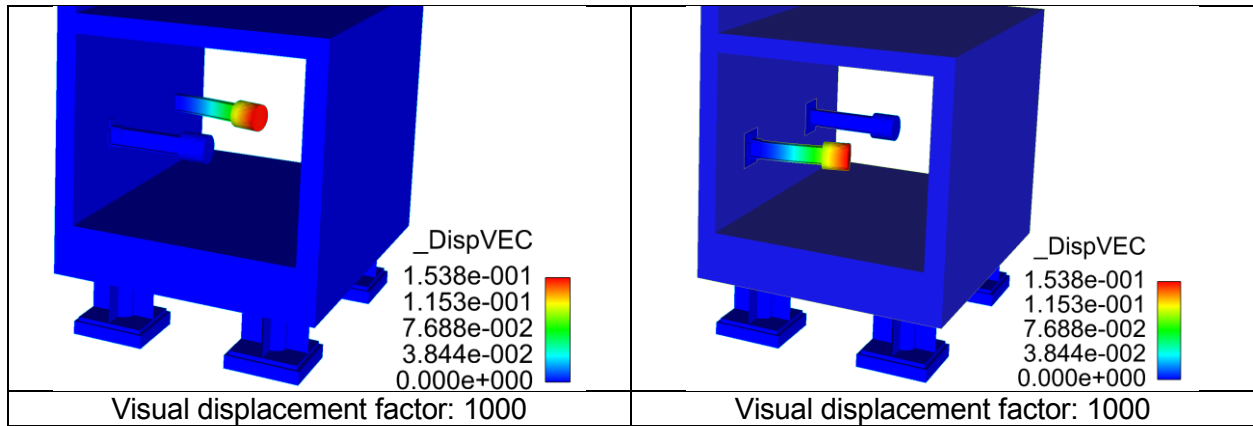 _DispVEC
1.538e-001
1.153e-001
7.688e-002
3.844e-002
0.000e+000
Visual displacement factor: 1000
_DispVEC
1.538e-001
1.153e-001
7.688e-002
3.844e-002
0.000e+000
Visual displacement factor: 1000